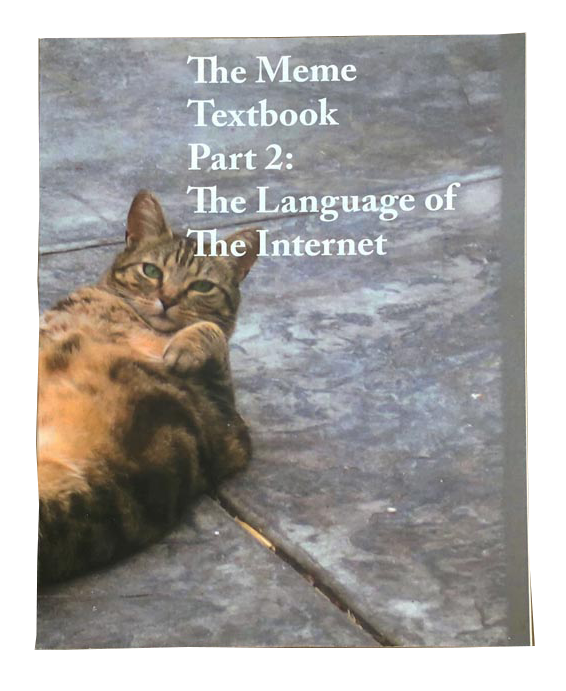 The Meme
Textbook
Part 2:
The Language of
The Internet